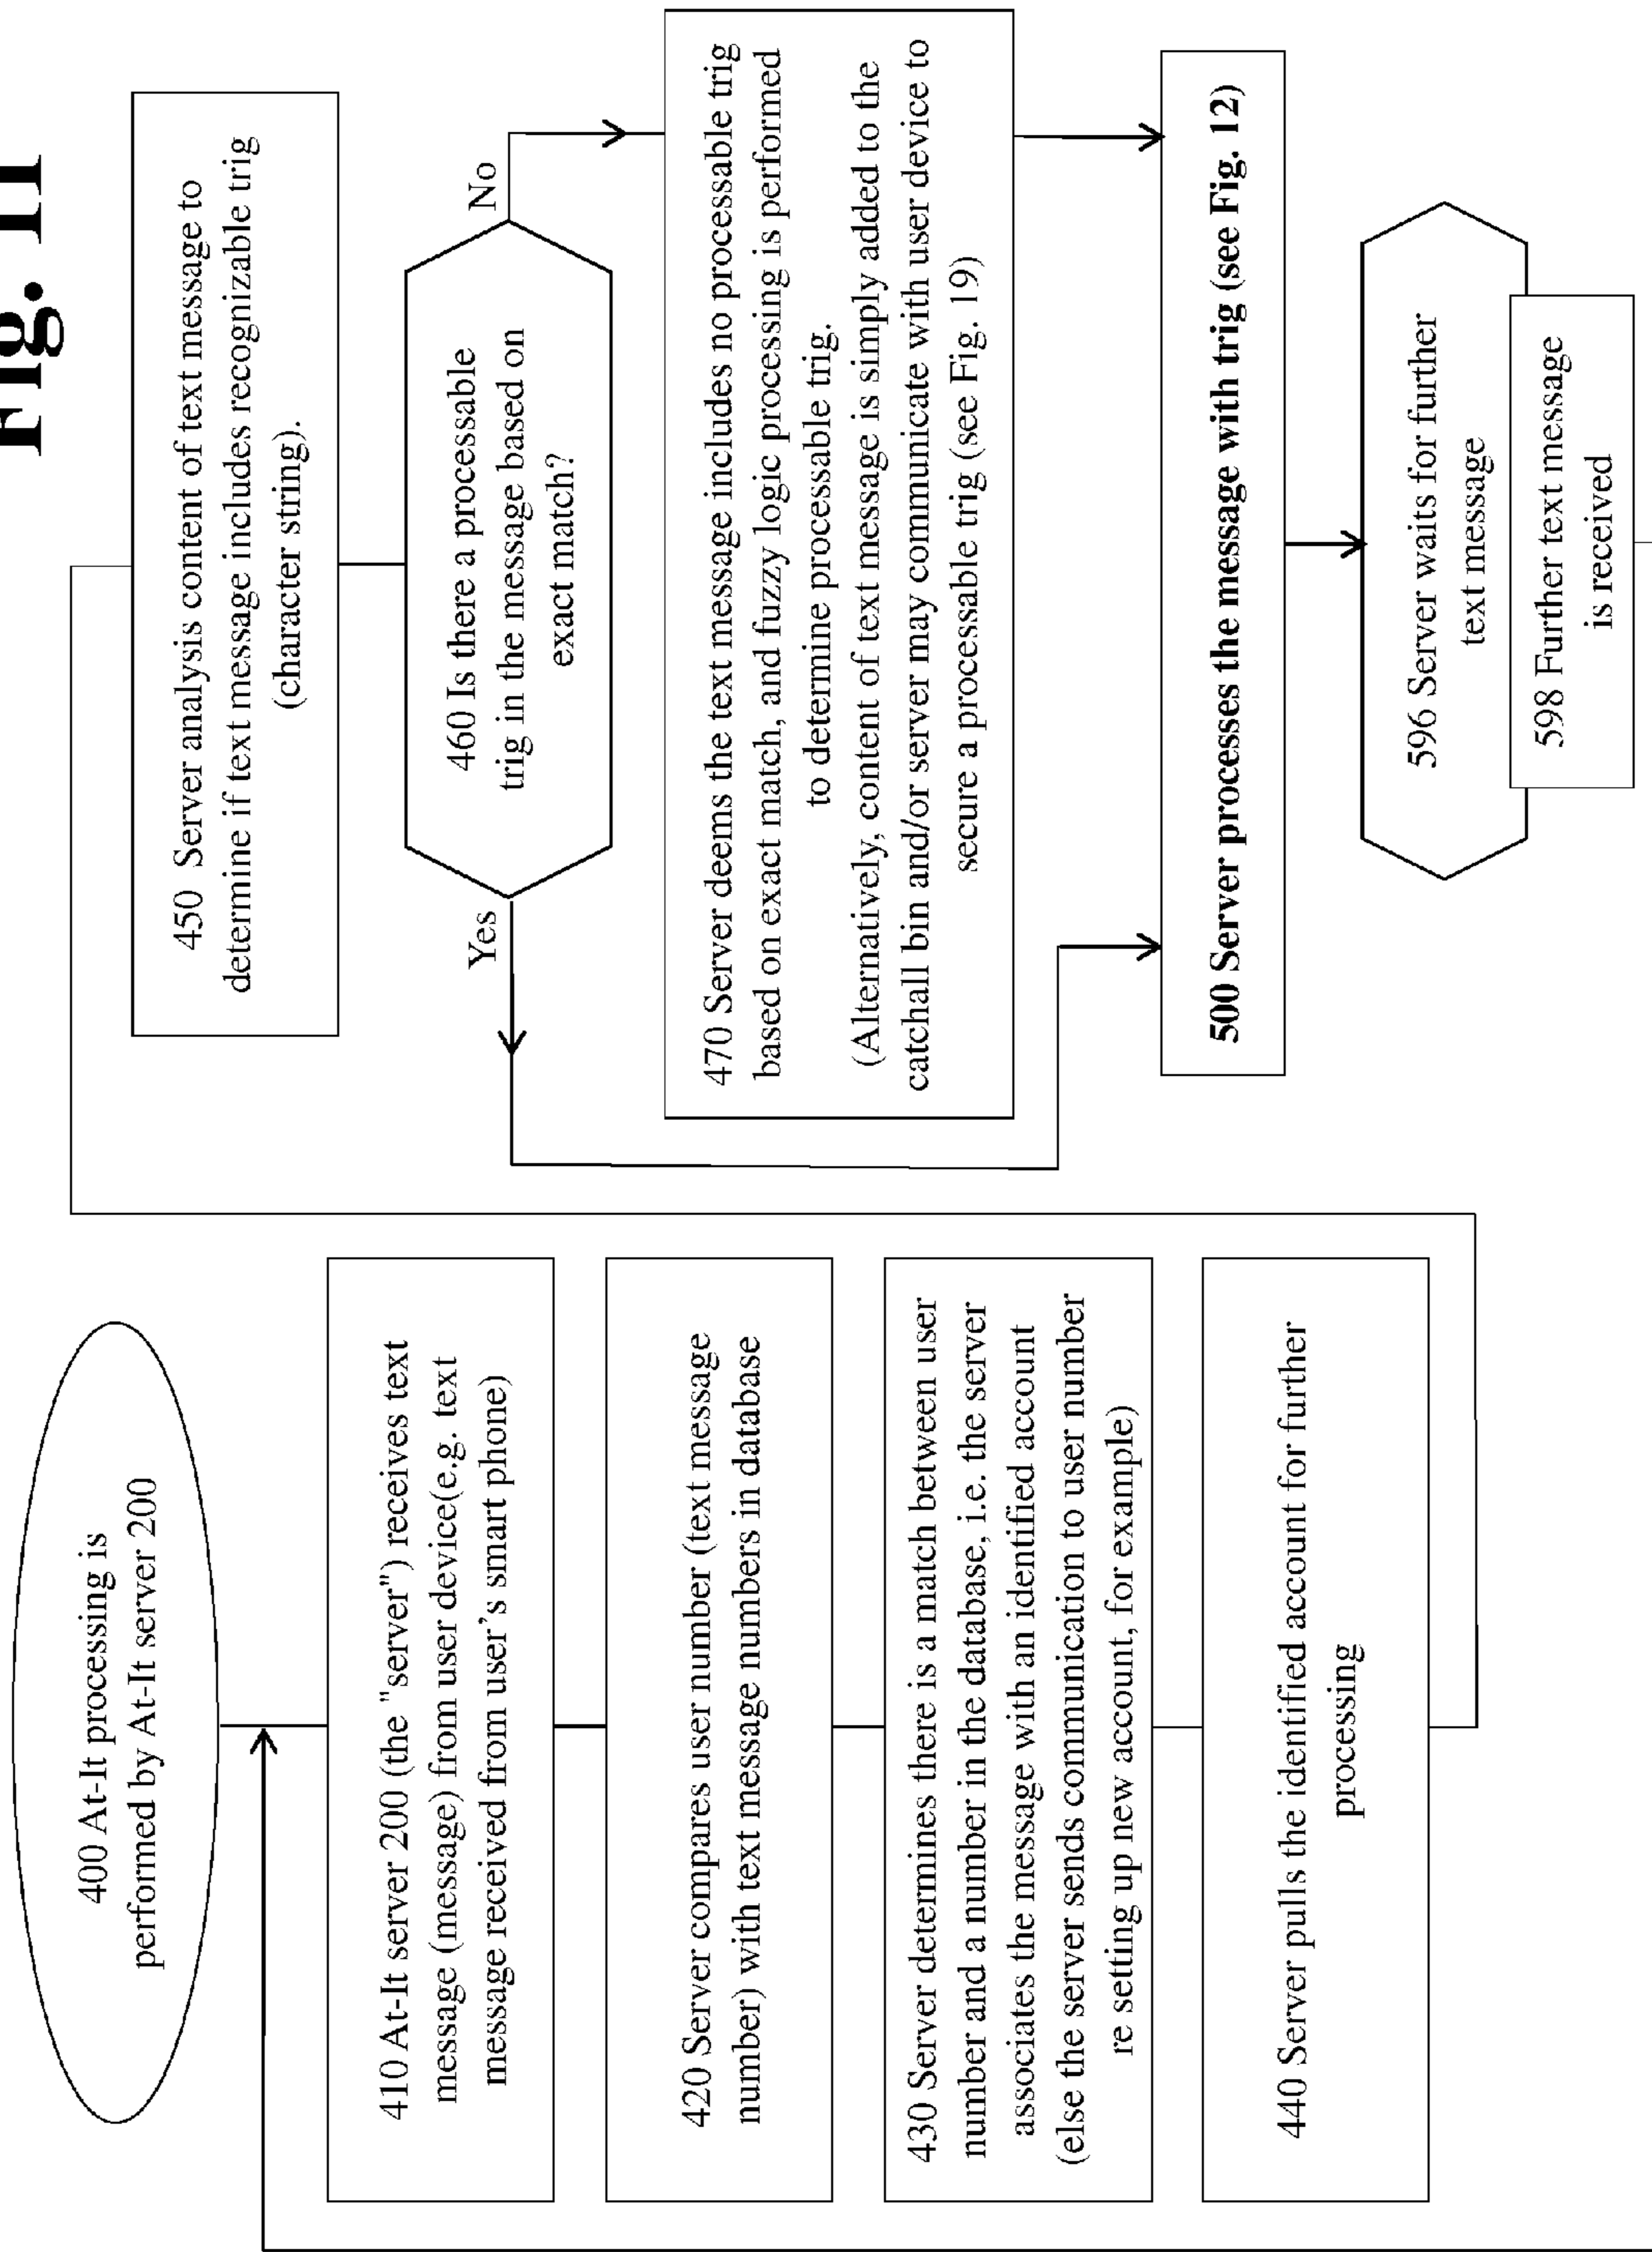 Fig. 11
400 At-It processing is
performed by At-It server 200
410 At-It server 200 (the "server") receives text
message (message) from user device(e.g. text
message received from user's smart phone)
420 Server compares user number (text message
number) with text message numbers in database
430 Server determines there is a match between user
number and a number in the database, i.e. the server
associates the message with an identified account
(else the server sends communication to user number
re setting up new account, for example)
440 Server pulls the identified account for further
processing
450 Server analysis content of text message to
determine if text message includes recognizable trig
(character string).
460 Is there a processable
trig in the message based on
exact match?
Yes
No
470 Server deems the text message includes no processable trig
based on exact match, and fuzzy logic processing is performed
to determine processable trig.
(Alternatively, content of text message is simply added to the
catchall bin and/or server may communicate with user device to
secure a processable trig (see Fig. 19)
500 Server processes the message with trig (see Fig. 12)
596 Server waits for further
text message
598 Further text message
is received